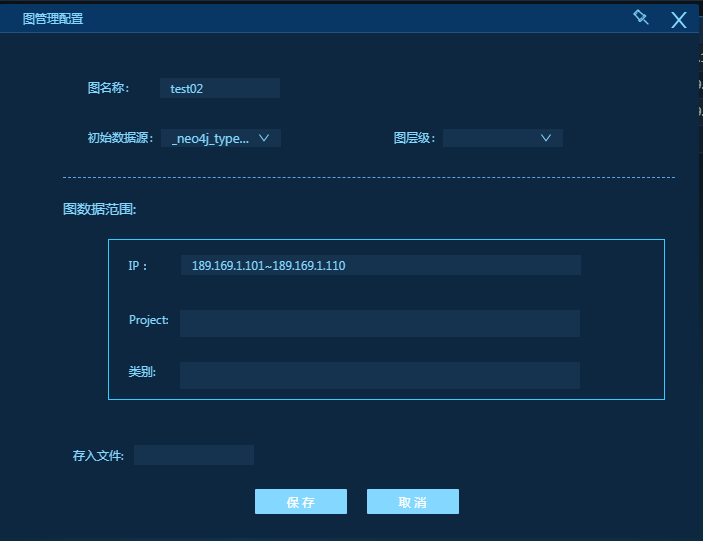 图管理配置
图名称： test02
初始数据源： _neo4j_type... 图层级：
图数据范围:
IP： 189.169.1.101~189.169.1.110
Project:
类别:
存入文件:
保存 取消